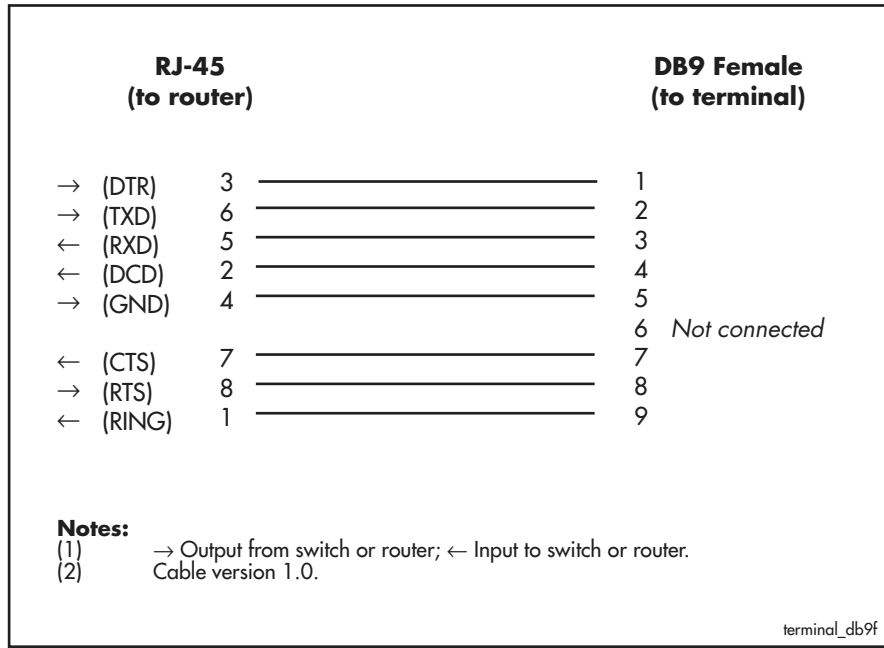 RJ-45 DB9 Female
(to router) (to terminal)
→ (DTR) 3 1
→ (TXD) 6 2
← (RXD) 5 3
← (DCD) 2 4
→ (GND) 4 5
6 Not connected
← (CTS) 7 7
→ (RTS) 8 8
← (RING) 1 9
Notes:
(1) → Output from switch or router; ← Input to switch or router.
(2) Cable version 1.0.
terminal_db9f